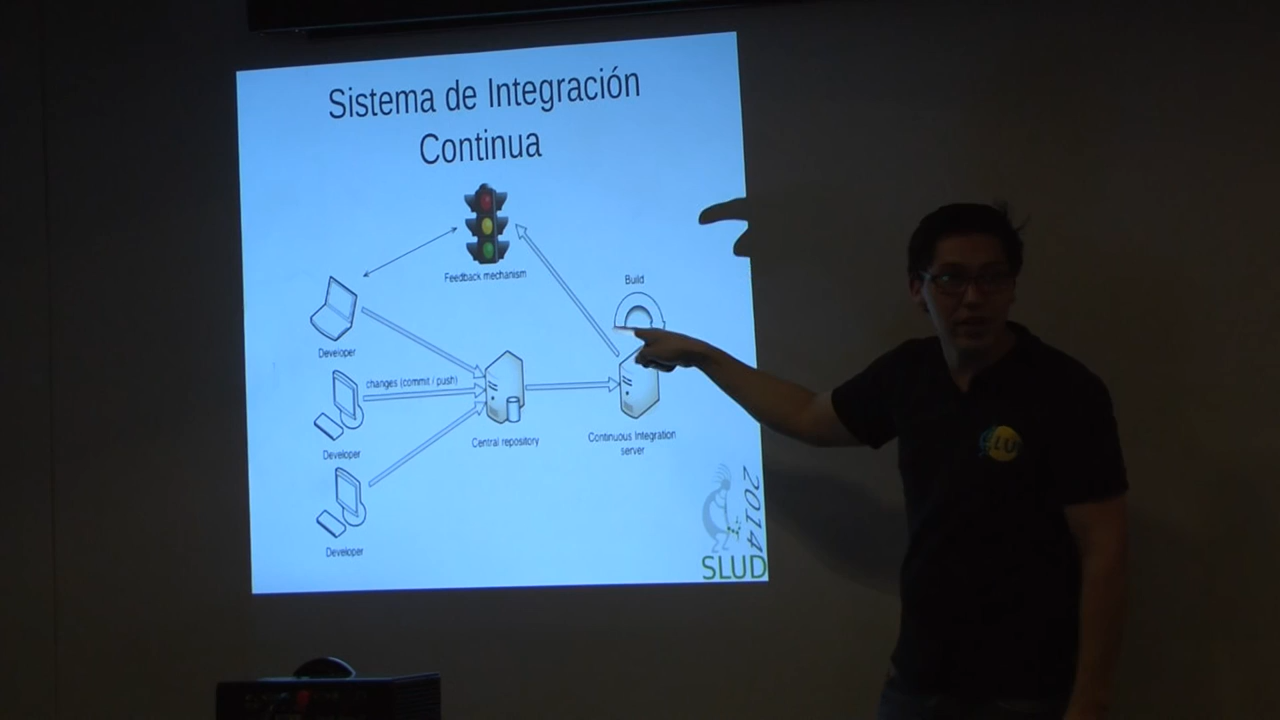 Sistema de Integración
Continua
Feedback mechanism
Build
Developer
changes (commit / push)
Developer
Central repository
Continuous Integration
server
Developer
2014
SLUD
SLUD